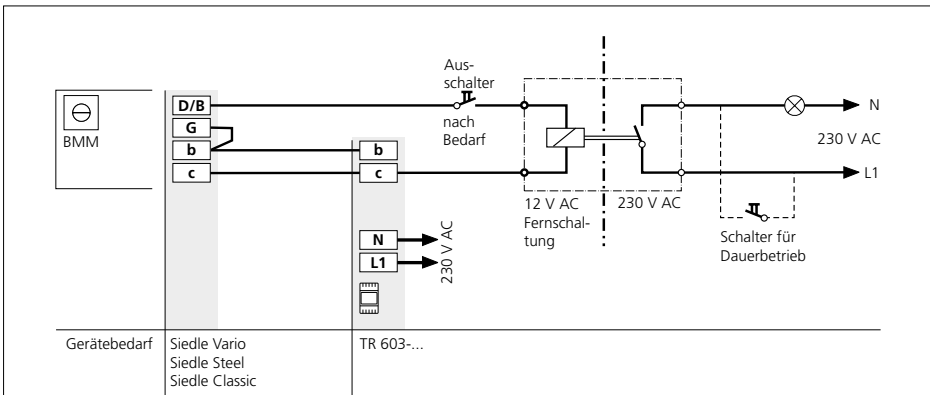 BMM
D/B
G
b
c
b
c
N
L1
230 V AC
Aus-
schalter
nach
Bedarf
12 V AC
Fernschal-
tung
230 V AC
N
230 V AC
L1
Schalter für
Dauerbetrieb
Gerätebedarf
Siedle Vario
Siedle Steel
Siedle Classic
TR 603-...